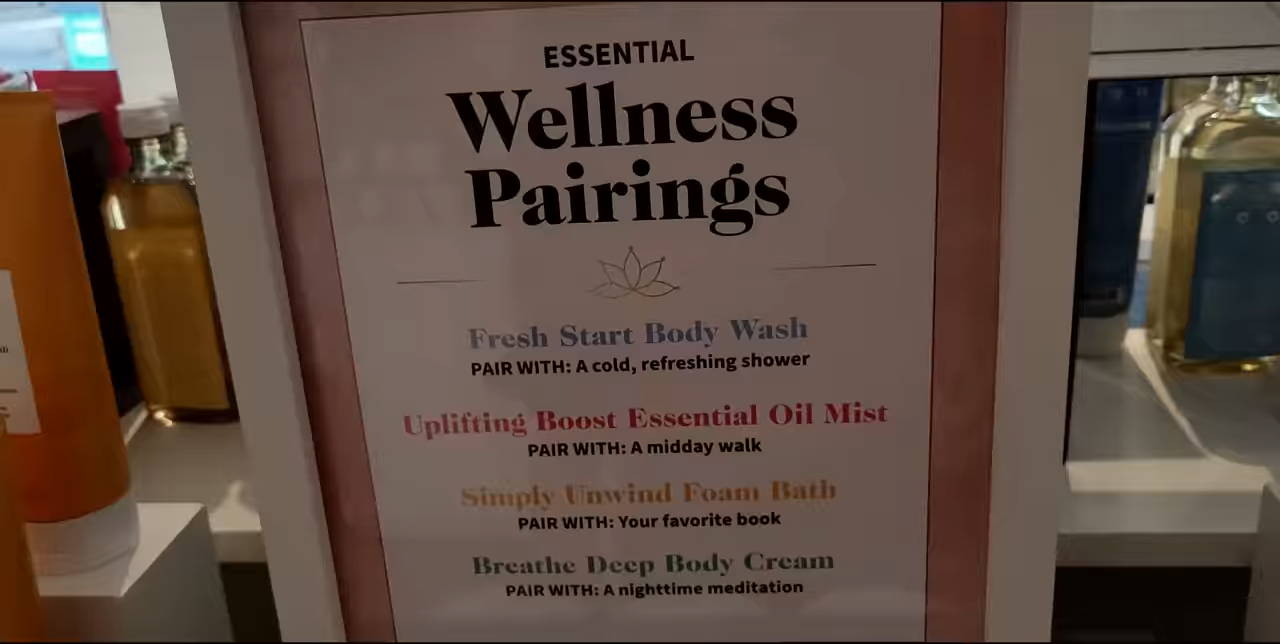 ESSENTIAL
Wellness
Pairings
Fresh Start Body Wash
PAIR WITH: A cold, refreshing shower
Uplifting Boost Essential Oil Mist
PAIR WITH: A midday walk
Simply Unwind Foam Bath
PAIR WITH: Your favorite book
Breathe Deep Body Cream
PAIR WITH: A nighttime meditation